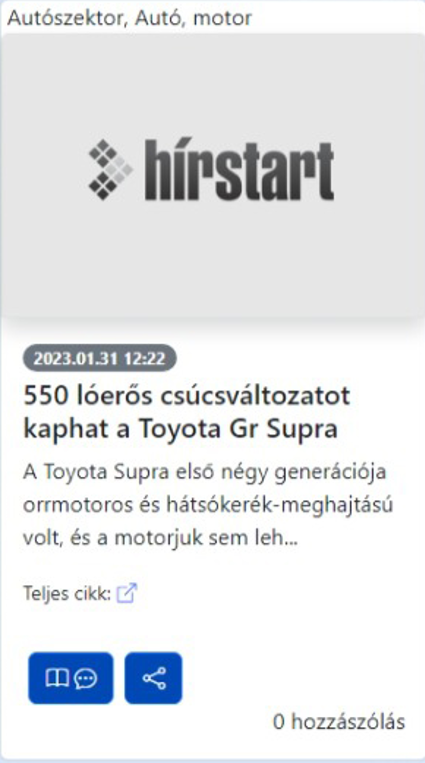 Autószektor, Autó, motor
hírstart
2023.01.31 12:22
550 lóerős csúcsváltozatot
kaphat a Toyota Gr Supra
A Toyota Supra első négy generációja
orrmotoros és hátsókerék-meghajtású
volt, és a motorjuk sem leh...
Teljes cikk:
0 hozzászólás